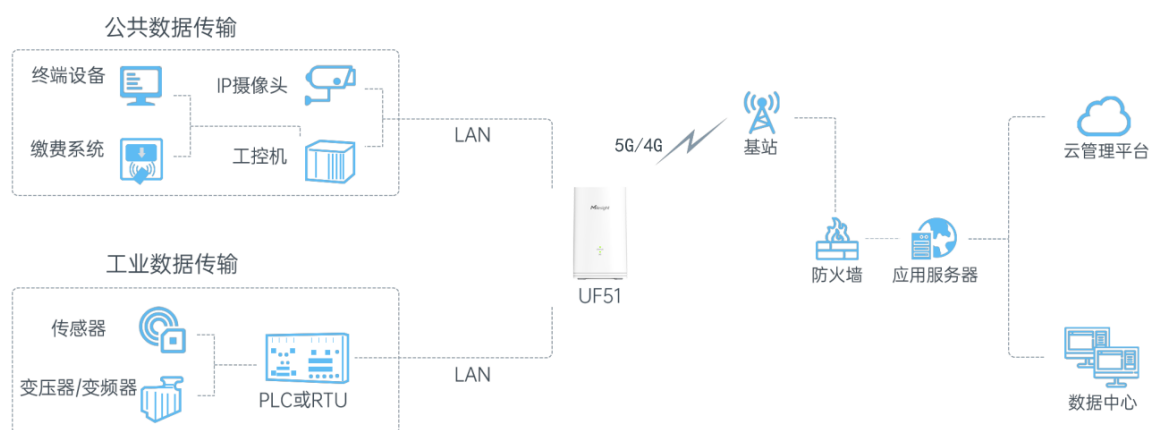 公共数据传输
终端设备
IP摄像头
缴费系统
工控机
LAN
5G/4G
基站
云管理平台
Milesight
UF51
防火墙
应用服务器
工业数据传输
传感器
变压器/变频器
PLC或RTU
LAN
数据中心